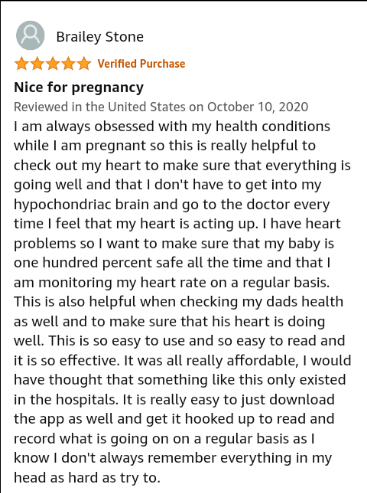 Brailey Stone
Verified Purchase
Nice for pregnancy
Reviewed in the United States on October 10, 2020
I am always obsessed with my health conditions
while I am pregnant so this is really helpful to
check out my heart to make sure that everything is
going well and that I don't have to get into my
hypochondriac brain and go to the doctor every
time I feel that my heart is acting up. I have heart
problems so I want to make sure that my baby is
one hundred percent safe all the time and that I
am monitoring my heart rate on a regular basis.
This is also helpful when checking my dads health
as well and to make sure that his heart is doing
well. This is so easy to use and so easy to read and
it is so effective. It was all really affordable, I would
have thought that something like this only existed
in the hospitals. It is really easy to just download
the app as well and get it hooked up to read and
record what is going on on a regular basis as I
know I don't always remember everything in my
head as hard as try to.